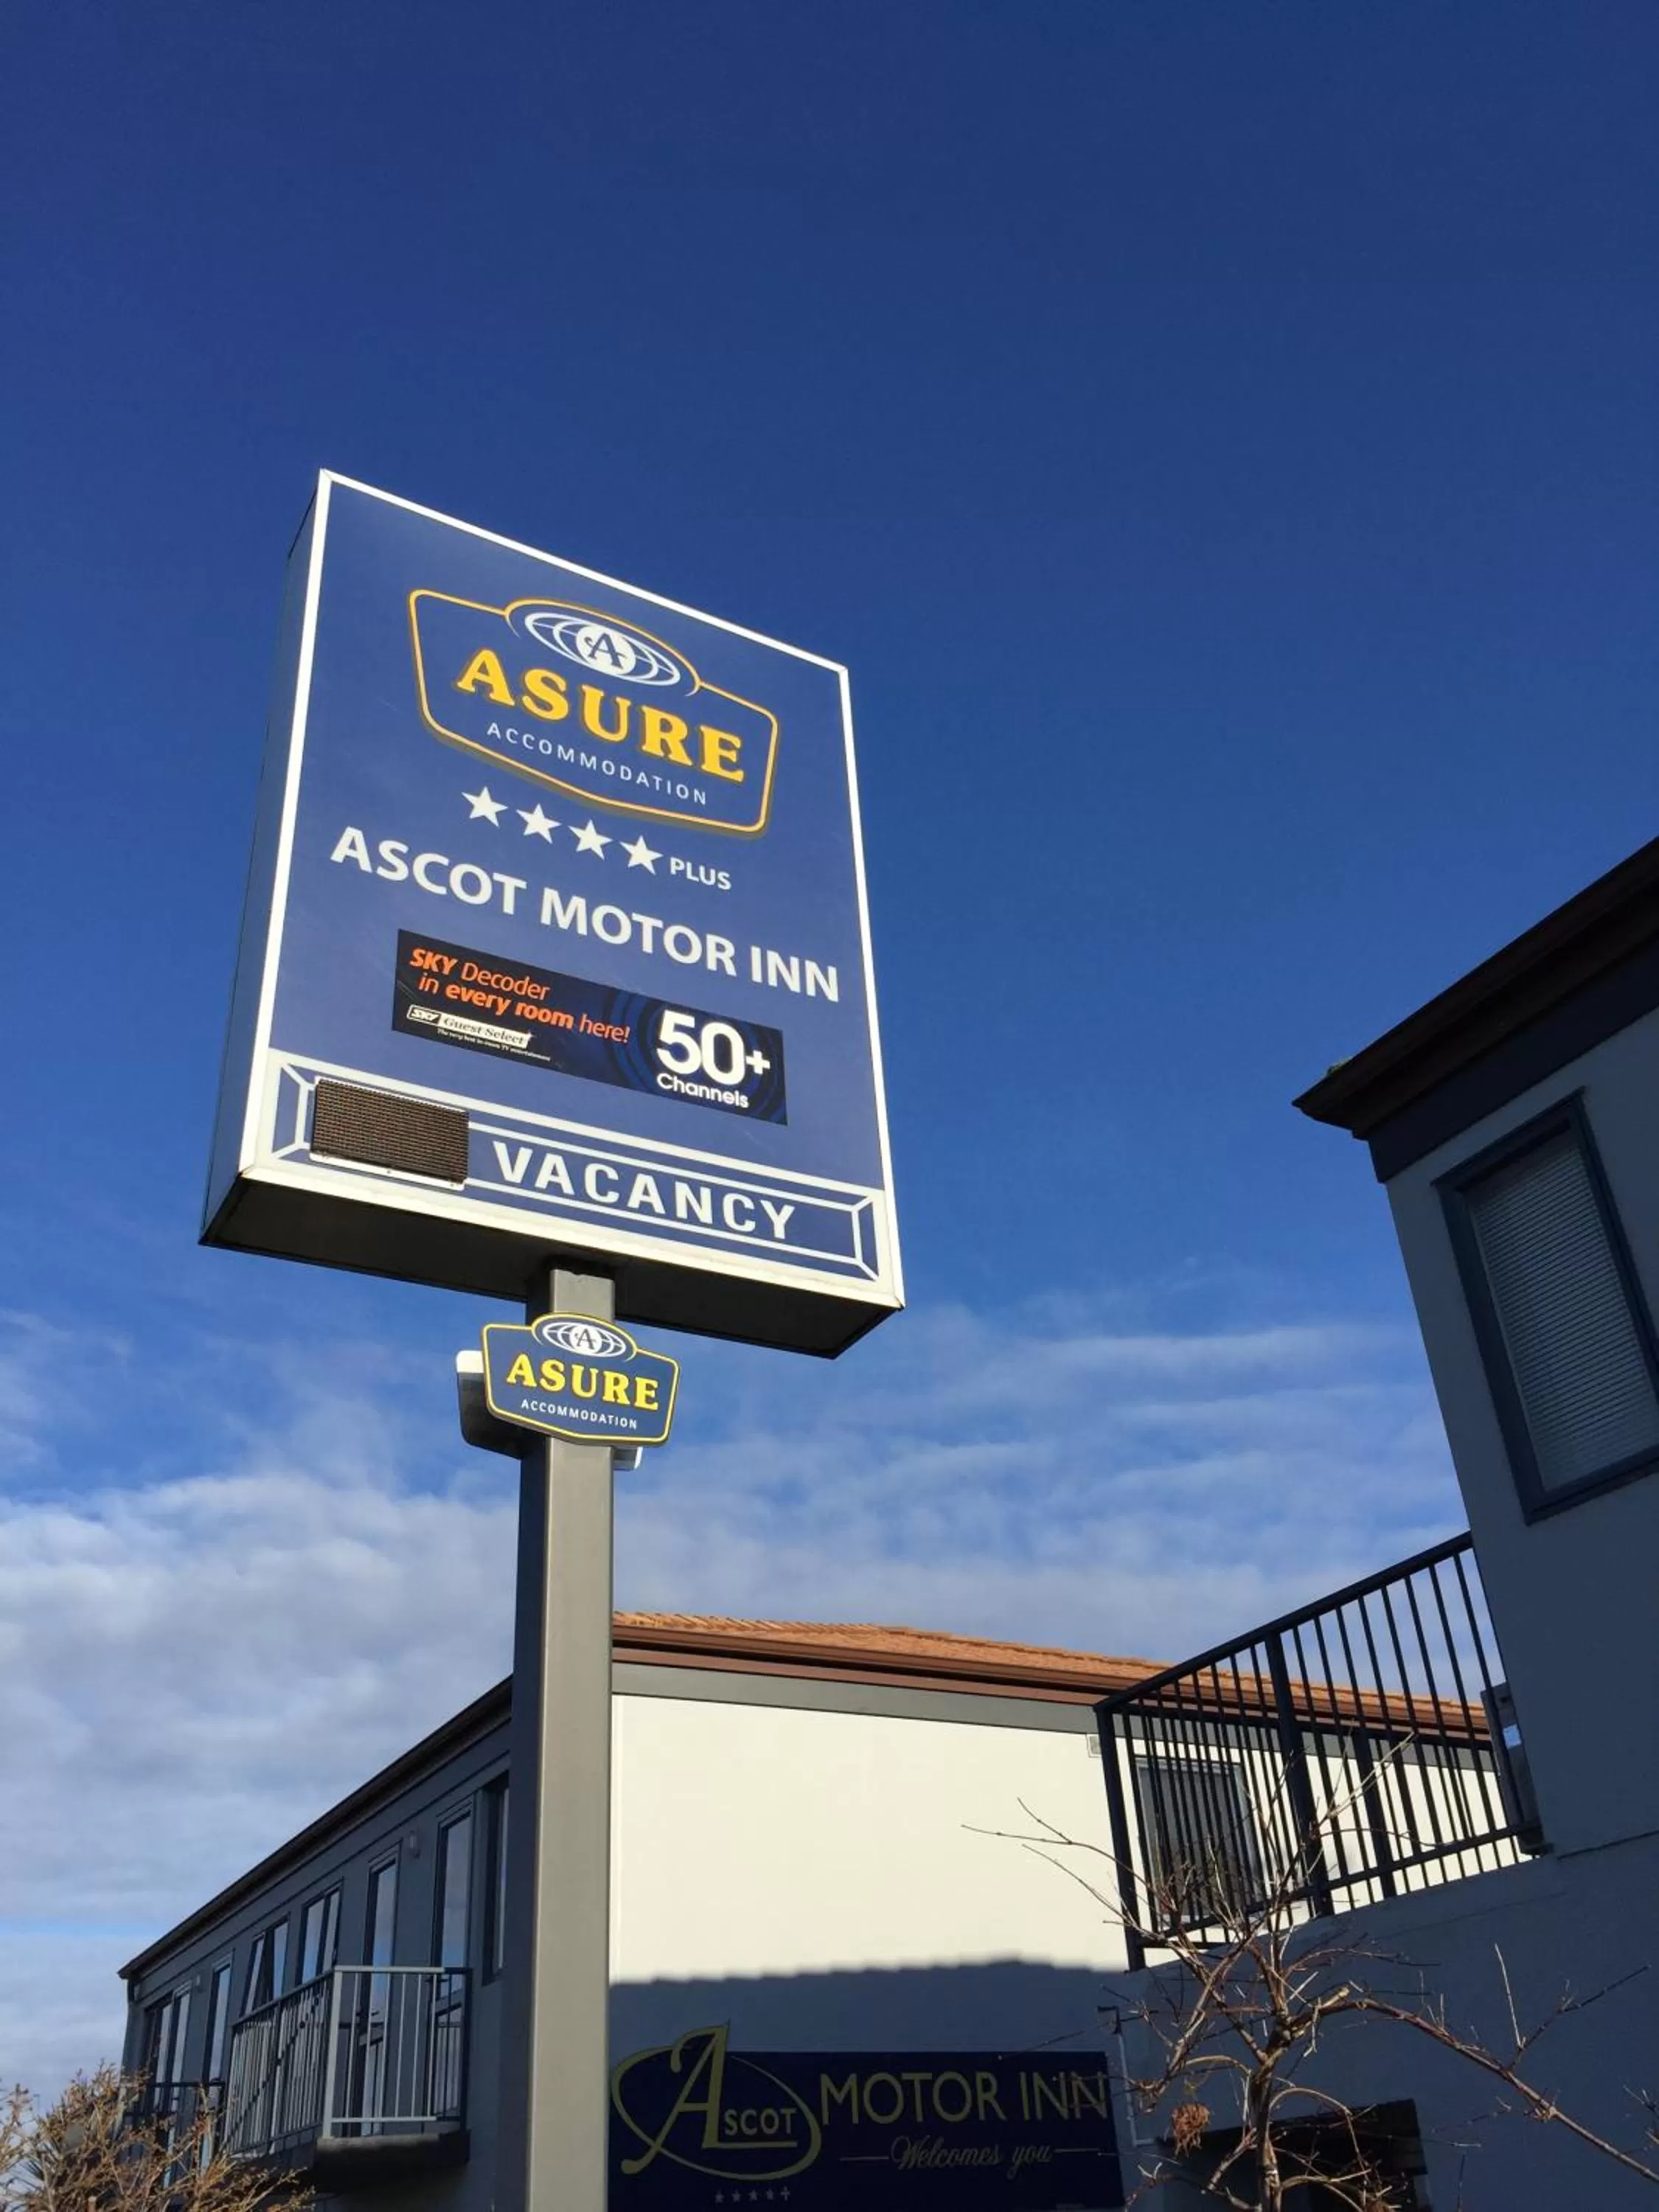 A
ASURE
ACCOMMODATION
PLUS
ASCOT MOTOR INN
SKY Decoder
in every room here!
SKY Guest Select
50+
Channels
VACANCY
A
ASURE
ACCOMMODATION
ASCOT MOTOR INN
Welcomes you